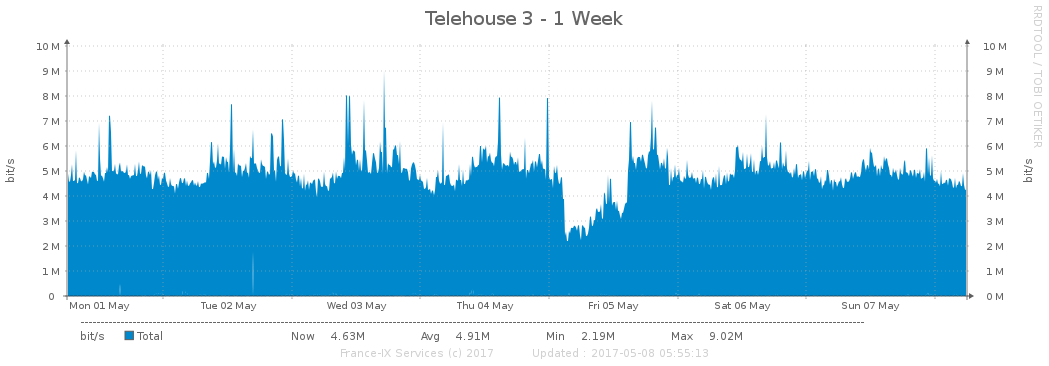 Telehouse 3 - 1 Week
RRDTOOL / TOBI OETIKER
10 M 10 M
9 M 9 M
8 M 8 M
7 M 7 M
6 M 6 M
5 M 5 M
4 M 4 M
3 M 3 M
2 M 2 M
1 M 1 M
0 0 M
bit/s
bit/s
Mon 01 May Tue 02 May Wed 03 May Thu 04 May Fri 05 May Sat 06 May Sun 07 May
bit/s Total Now 4.63M Avg 4.91M Min 2.19M Max 9.02M
France-IX Services (c) 2017 Updated : 2017-05-08 05:55:13